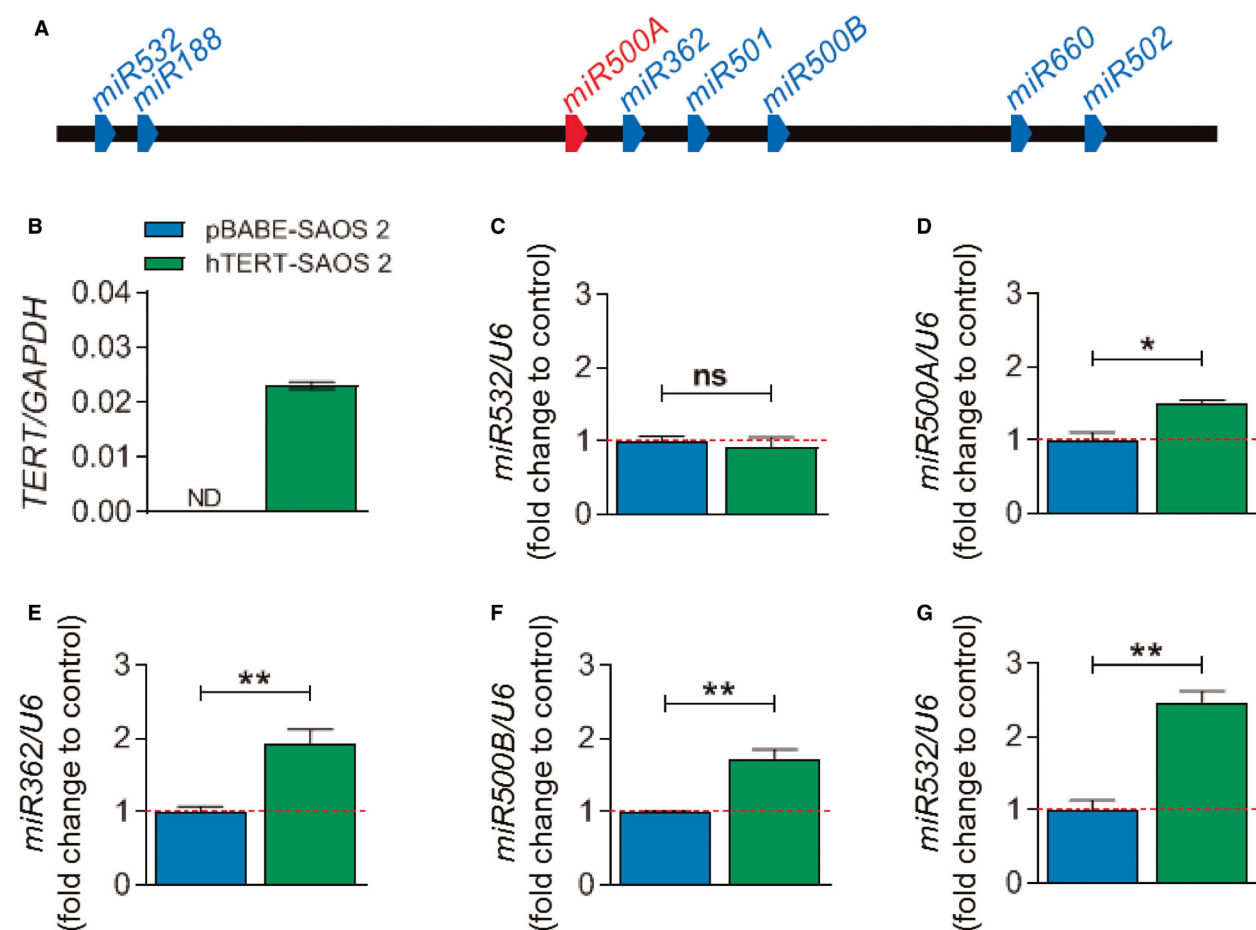 A
miR532
miR188
miR500A
miR362
miR501
miR500B
miR660
miR502
B
pBABE-SAOS 2
hTERT-SAOS 2
TERT/GAPDH
0.04
0.03
0.02
0.01
0.00
ND
C
miR532/U6
(fold change to control)
3
2
1
0
ns
D
miR500A/U6
(fold change to control)
3
2
1
0
*
E
miR362/U6
(fold change to control)
3
2
1
0
**
F
miR500B/U6
(fold change to control)
3
2
1
0
**
G
miR532/U6
(fold change to control)
3
2
1
0
**